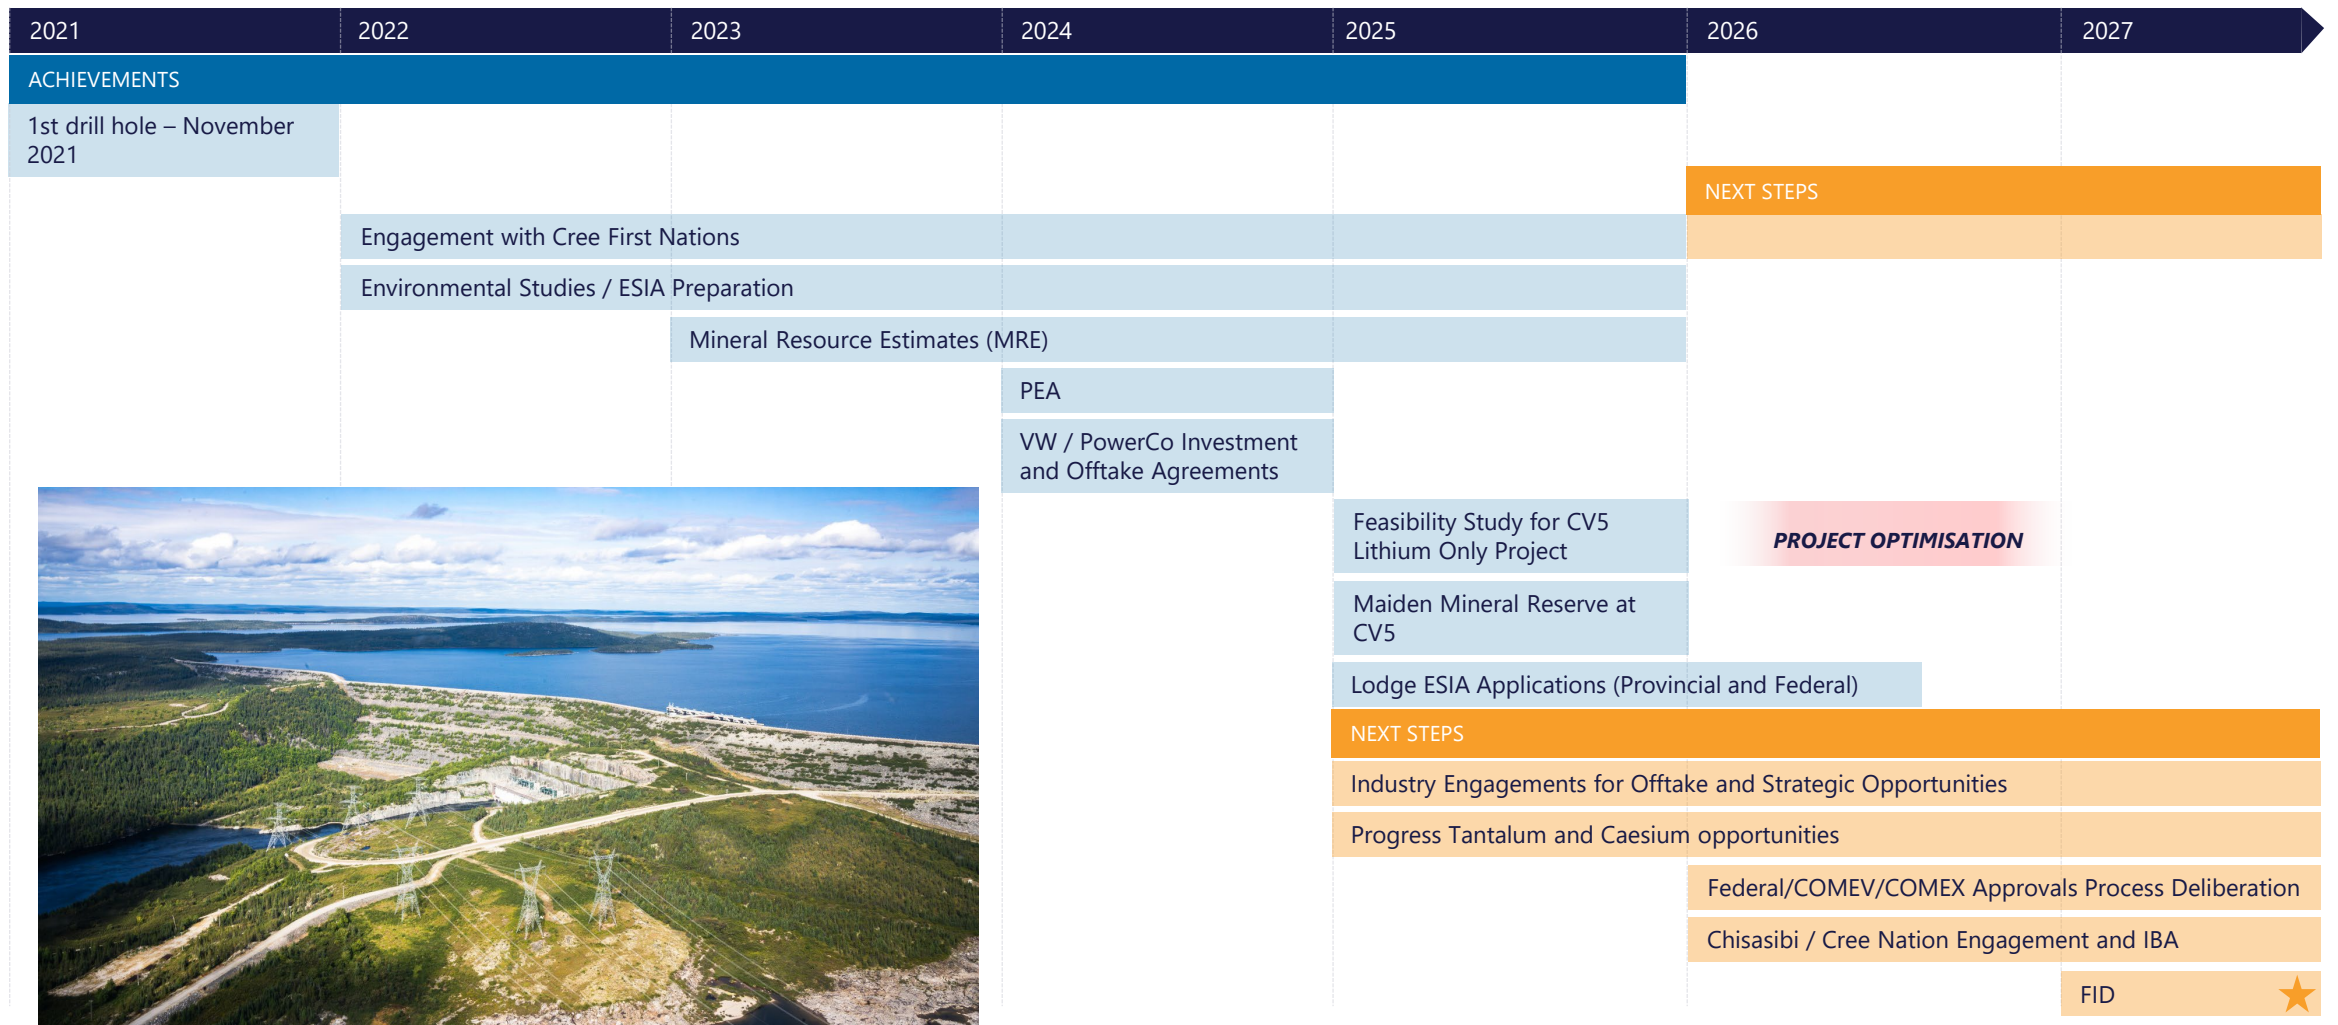 2021 2022 2023 2024 2025 2026 2027
ACHIEVEMENTS
1st drill hole – November
2021
NEXT STEPS
Engagement with Cree First Nations
Environmental Studies / ESIA Preparation
Mineral Resource Estimates (MRE)
PEA
VW / PowerCo Investment
and Offtake Agreements
Feasibility Study for CV5
Lithium Only Project
PROJECT OPTIMISATION
Maiden Mineral Reserve at
CV5
Lodge ESIA Applications (Provincial and Federal)
NEXT STEPS
Industry Engagements for Offtake and Strategic Opportunities
Progress Tantalum and Caesium opportunities
Federal/COMEV/COMEX Approvals Process Deliberation
Chisasibi / Cree Nation Engagement and IBA
FID